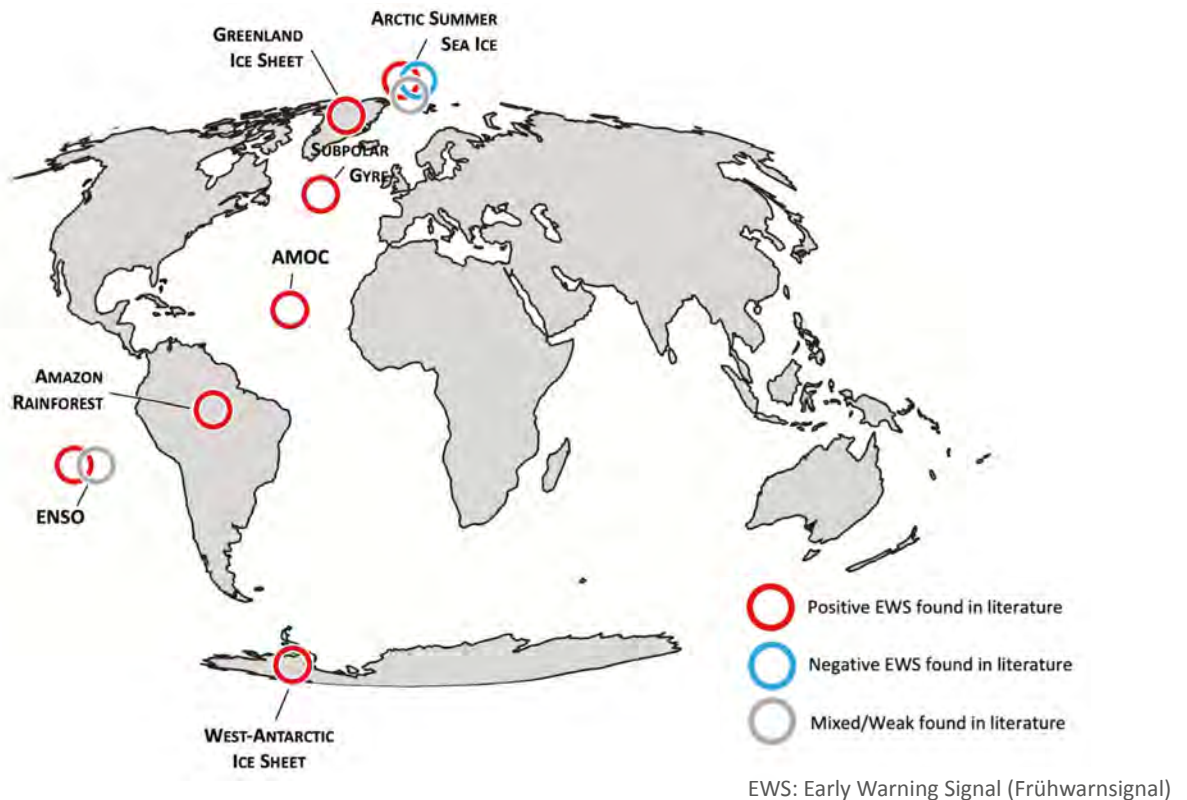 ARCTIC SUMMER
SEA ICE
GREENLAND
ICE SHEET
SUBPOLAR
GYRE
AMOC
AMAZON
RAINFOREST
ENSO
WEST-ANTARCTIC
ICE SHEET
Positive EWS found in literature
Negative EWS found in literature
Mixed/Weak found in literature
EWS: Early Warning Signal (Frühwarnsignal)